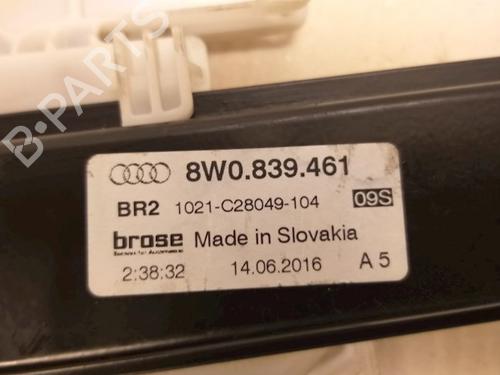 B-PARTS
8W0.839.461
BR2 1021-C28049-104 09S
brose Made in Slovakia
2:38:32 14.06.2016 A 5